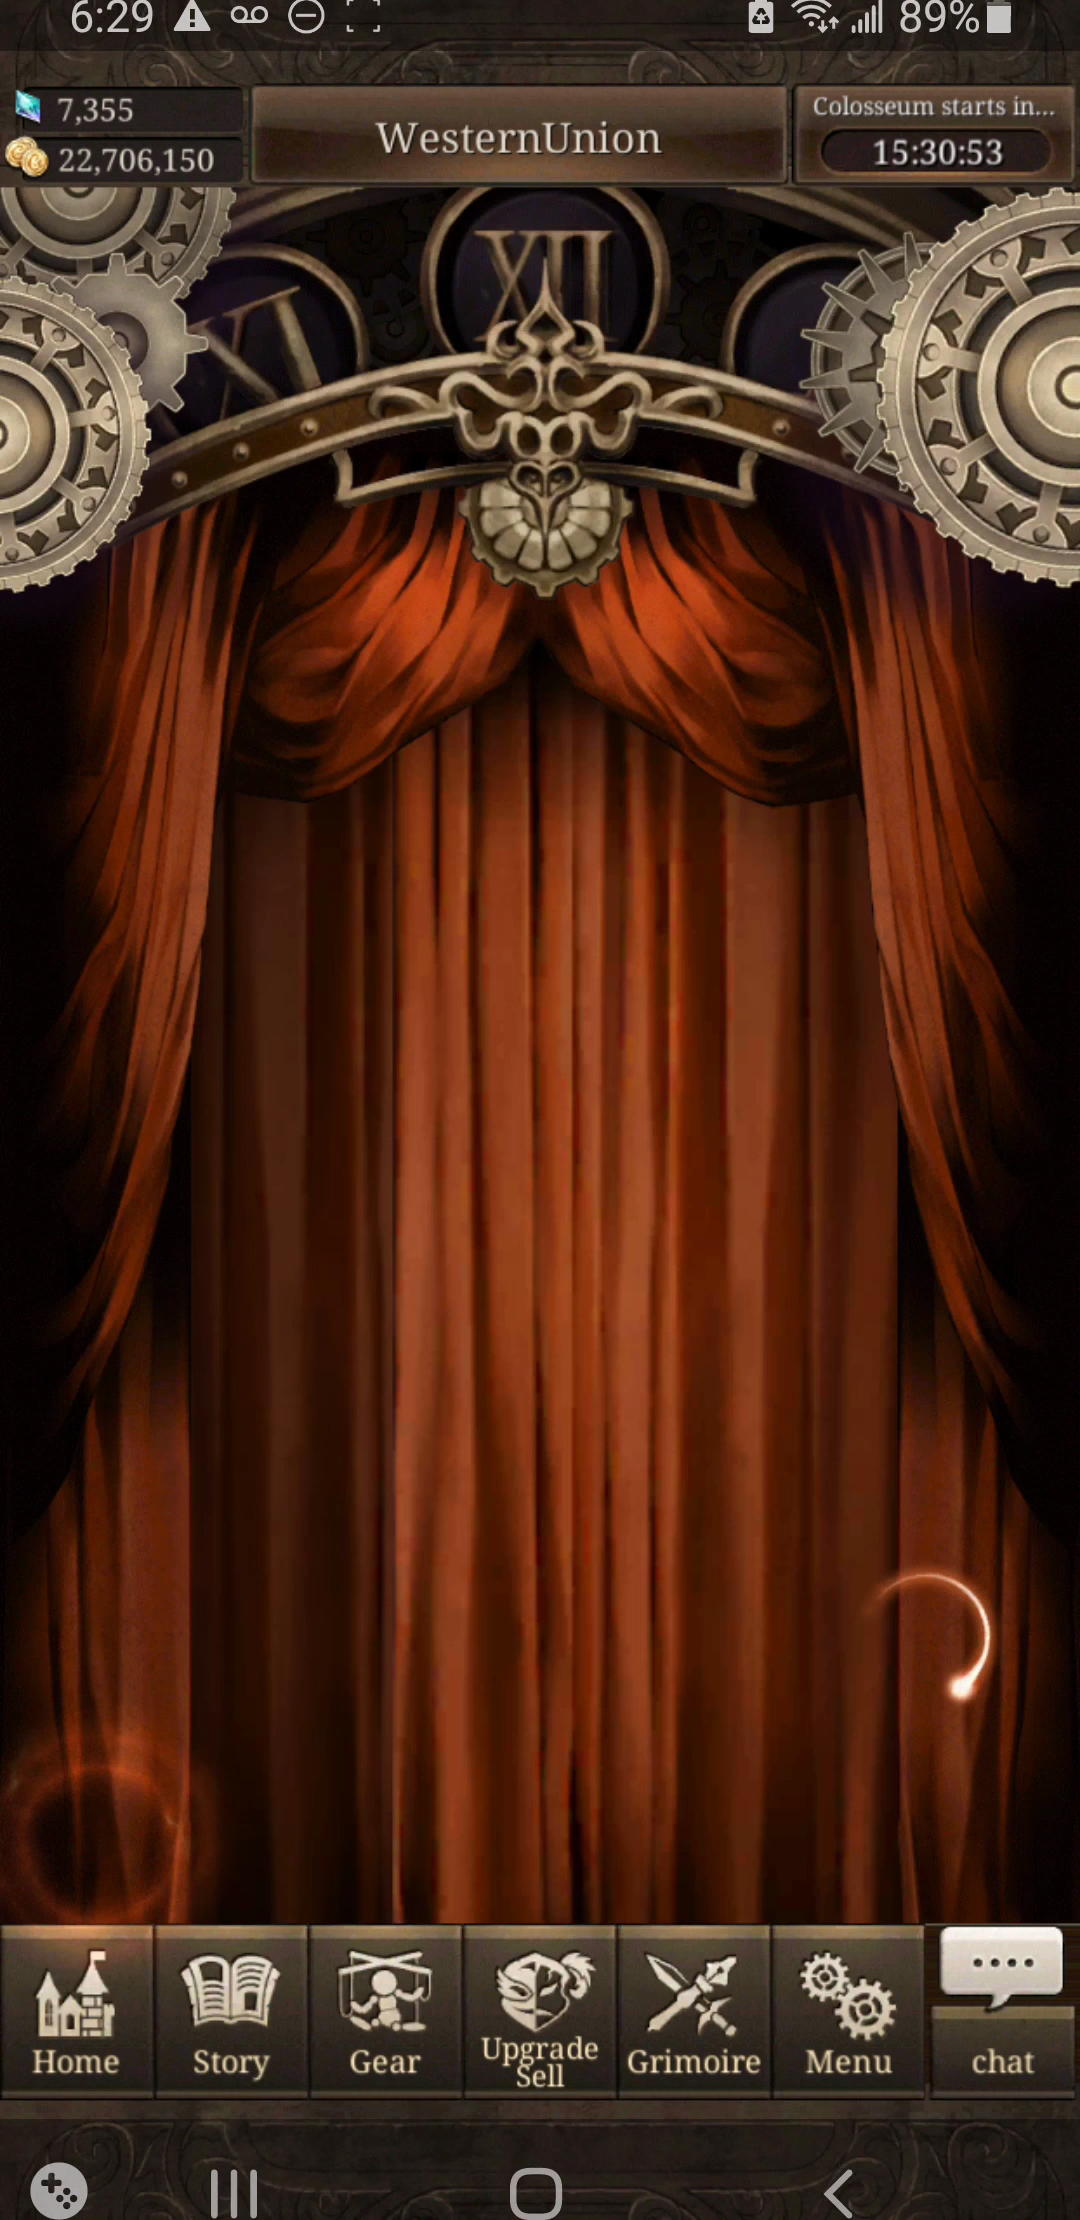 6:29 89%
7,355
22,706,150
WesternUnion
Colosseum starts in...
15:30:53
XI XII
Home
Story
Gear
Upgrade
Sell
Grimoire
Menu
chat